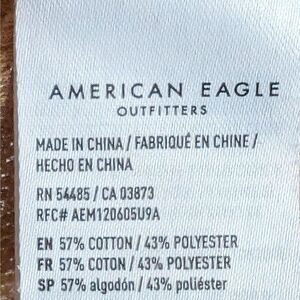 AMERICAN EAGLE
OUTFITTERS
MADE IN CHINA / FABRIQUÉ EN CHINE /
HECHO EN CHINA
RN 54485 / CA 03873
RFC# AEM120605U9A
EN 57% COTTON / 43% POLYESTER
FR 57% COTON / 43% POLYESTER
SP 57% algodón / 43% poliéster